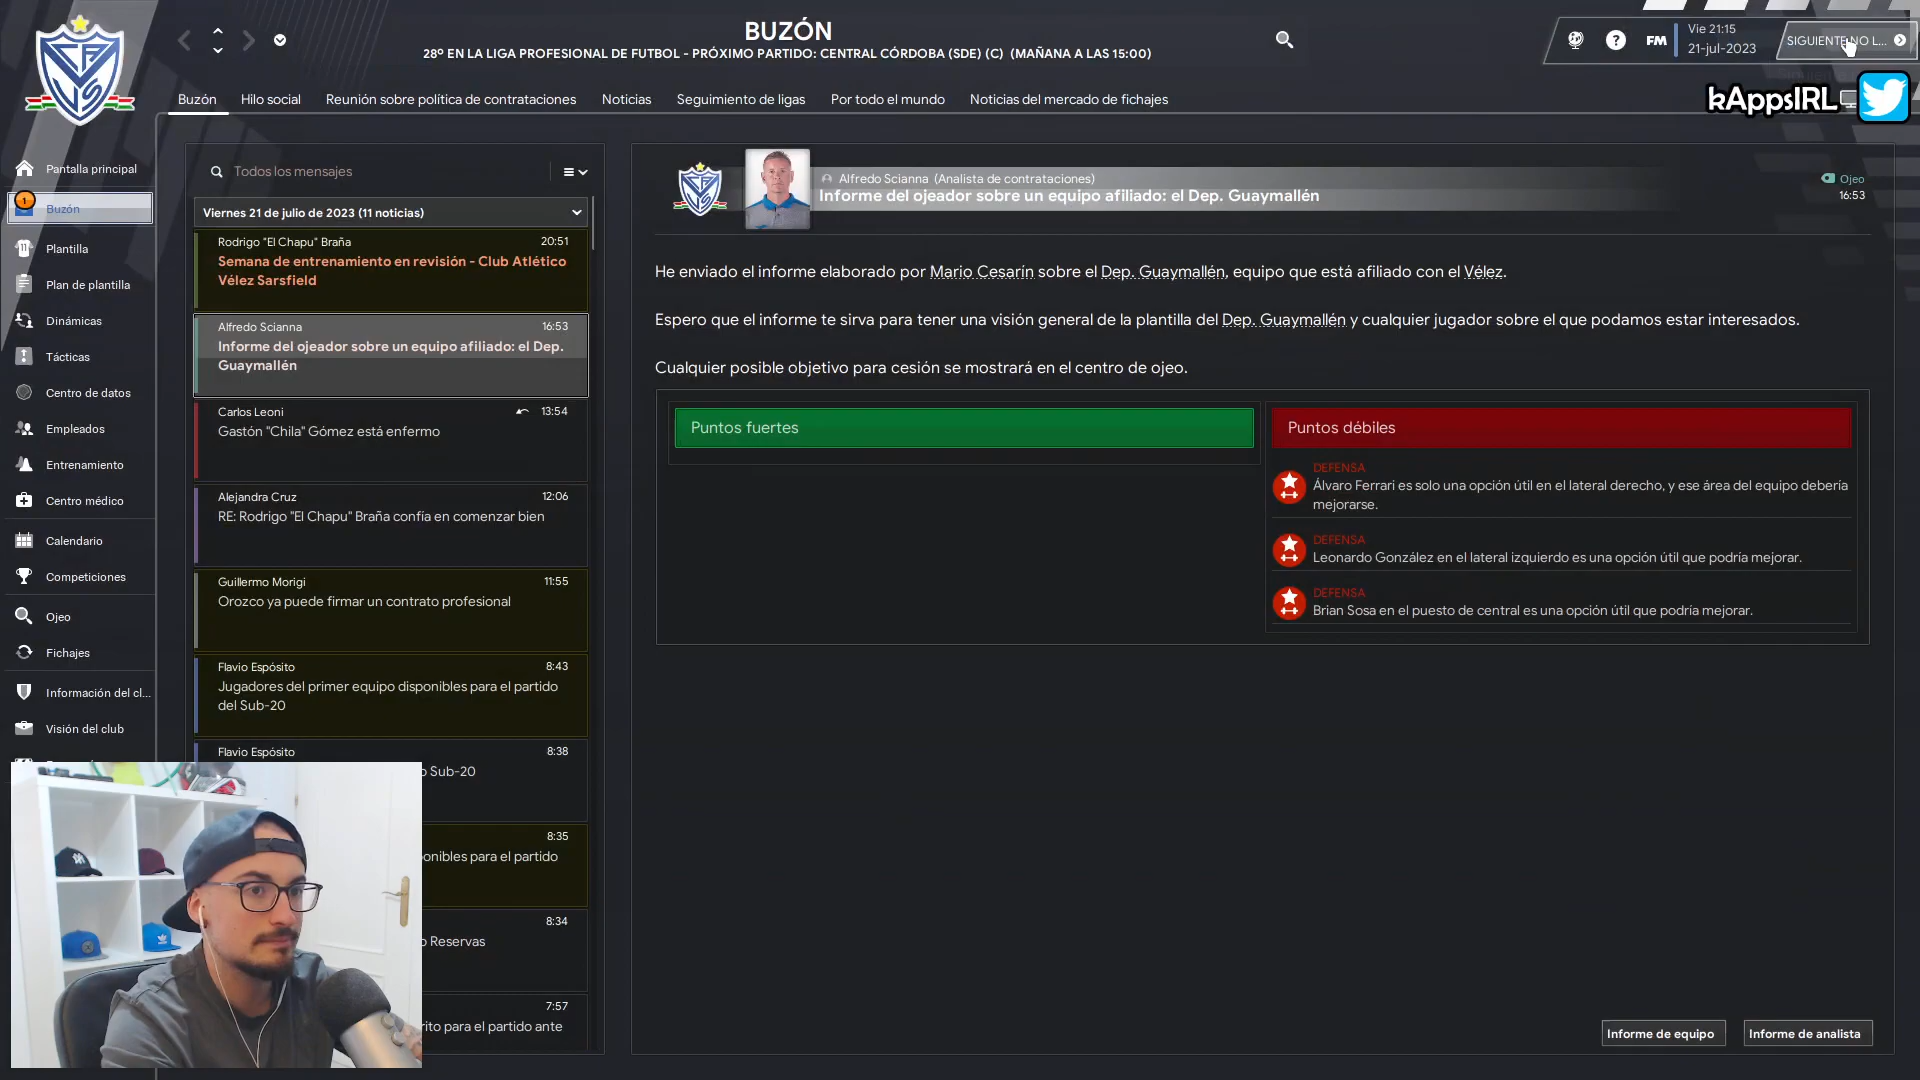 BUZÓN
28º EN LA LIGA PROFESIONAL DE FUTBOL - PRÓXIMO PARTIDO: CENTRAL CÓRDOBA (SDE) (C) (MAÑANA A LAS 15:00)
FM
Vie 21:15
21-jul-2023
SIGUIENTE NO L...
kAppsIRL
Buzón
Hilo social
Reunión sobre política de contrataciones
Noticias
Seguimiento de ligas
Por todo el mundo
Noticias del mercado de fichajes
Pantalla principal
1
Buzón
Plantilla
Plan de plantilla
Dinámicas
Tácticas
Centro de datos
Empleados
Entrenamiento
Centro médico
Calendario
Competiciones
Ojeo
Fichajes
Información del cl...
Visión del club
Todos los mensajes
Viernes 21 de julio de 2023 (11 noticias)
Rodrigo "El Chapu" Braña 20:51
Semana de entrenamiento en revisión - Club Atlético
Vélez Sarsfield
Alfredo Scianna 16:53
Informe del ojeador sobre un equipo afiliado: el Dep.
Guaymallén
Carlos Leoni 13:54
Gastón "Chila" Gómez está enfermo
Alejandra Cruz 12:06
RE: Rodrigo "El Chapu" Braña confía en comenzar bien
Guillermo Morigi 11:55
Orozco ya puede firmar un contrato profesional
Flavio Espósito 8:43
Jugadores del primer equipo disponibles para el partido
del Sub-20
Flavio Espósito 8:38
o Sub-20
8:35
onibles para el partido
8:34
o Reservas
7:57
rito para el partido ante
Alfredo Scianna (Analista de contrataciones)
Informe del ojeador sobre un equipo afiliado: el Dep. Guaymallén
Ojeo
16:53
He enviado el informe elaborado por Mario Cesarín sobre el Dep. Guaymallén, equipo que está afiliado con el Vélez.
Espero que el informe te sirva para tener una visión general de la plantilla del Dep. Guaymallén y cualquier jugador sobre el que podamos estar interesados.
Cualquier posible objetivo para cesión se mostrará en el centro de ojeo.
Puntos fuertes
Puntos débiles
DEFENSA
Álvaro Ferrari es solo una opción útil en el lateral derecho, y ese área del equipo debería
mejorarse.
DEFENSA
Leonardo González en el lateral izquierdo es una opción útil que podría mejorar.
DEFENSA
Brian Sosa en el puesto de central es una opción útil que podría mejorar.
Informe de equipo
Informe de analista